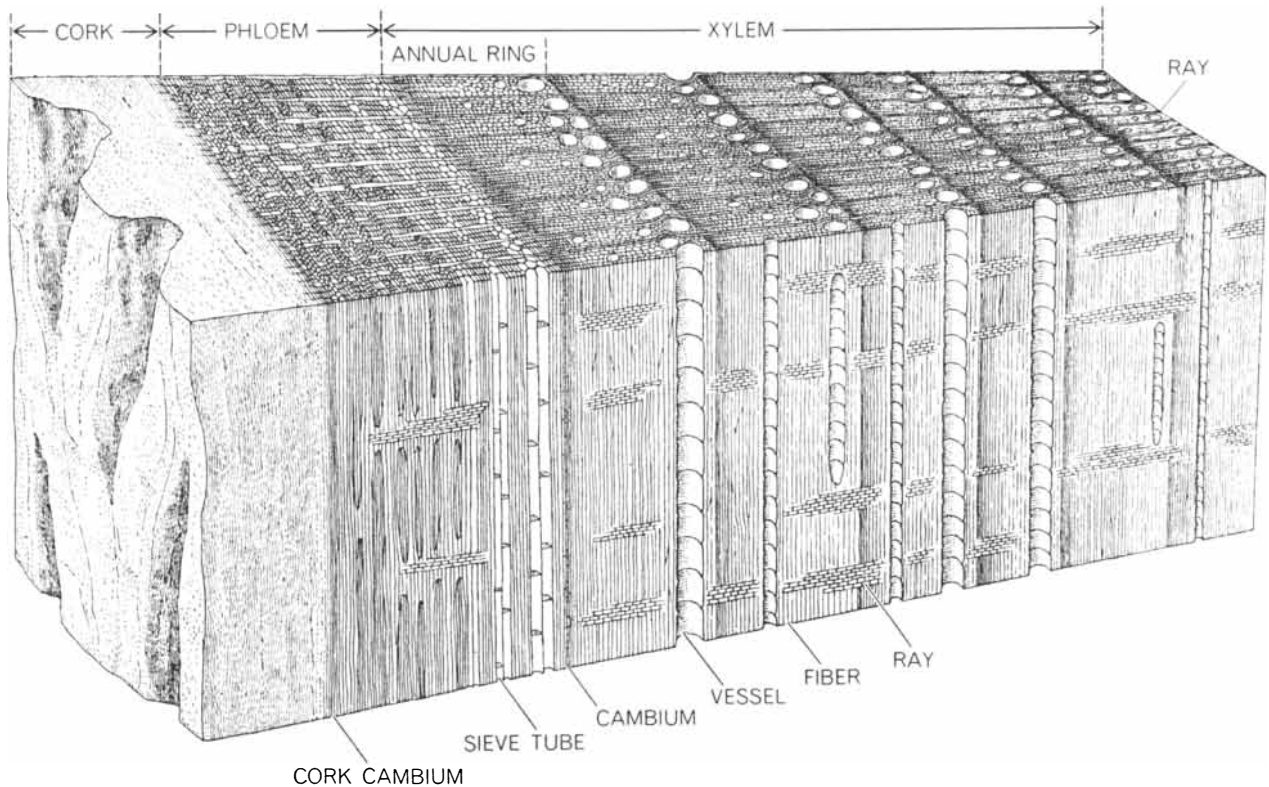 CORK
PHLOEM
XYLEM
ANNUAL RING
RAY
RAY
FIBER
VESSEL
CAMBIUM
SIEVE TUBE
CORK CAMBIUM